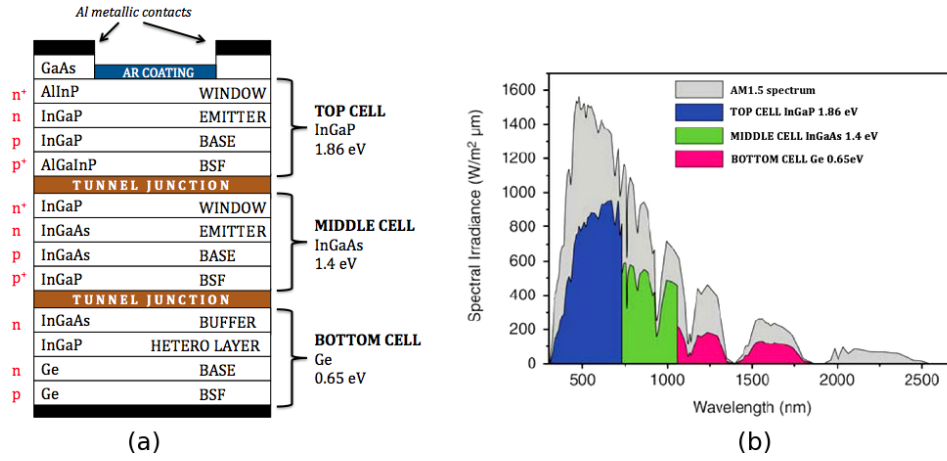 Al metallic contacts
GaAs
AR COATING
n⁺ AlInP WINDOW
n InGaP EMITTER
p InGaP BASE
p⁺ AlGaInP BSF
TOP CELL
InGaP
1.86 eV
TUNNEL JUNCTION
n⁺ InGaP WINDOW
n InGaAs EMITTER
p InGaAs BASE
p⁺ InGaP BSF
MIDDLE CELL
InGaAs
1.4 eV
TUNNEL JUNCTION
n InGaAs BUFFER
InGaP HETERO LAYER
n Ge BASE
p Ge BSF
BOTTOM CELL
Ge
0.65 eV
(a)
Spectral Irradiance (W/m² µm)
1600
1400
1200
1000
800
600
400
200
0
AM1.5 spectrum
TOP CELL InGaP 1.86 eV
MIDDLE CELL InGaAs 1.4 eV
BOTTOM CELL Ge 0.65eV
500 1000 1500 2000 2500
Wavelength (nm)
(b)